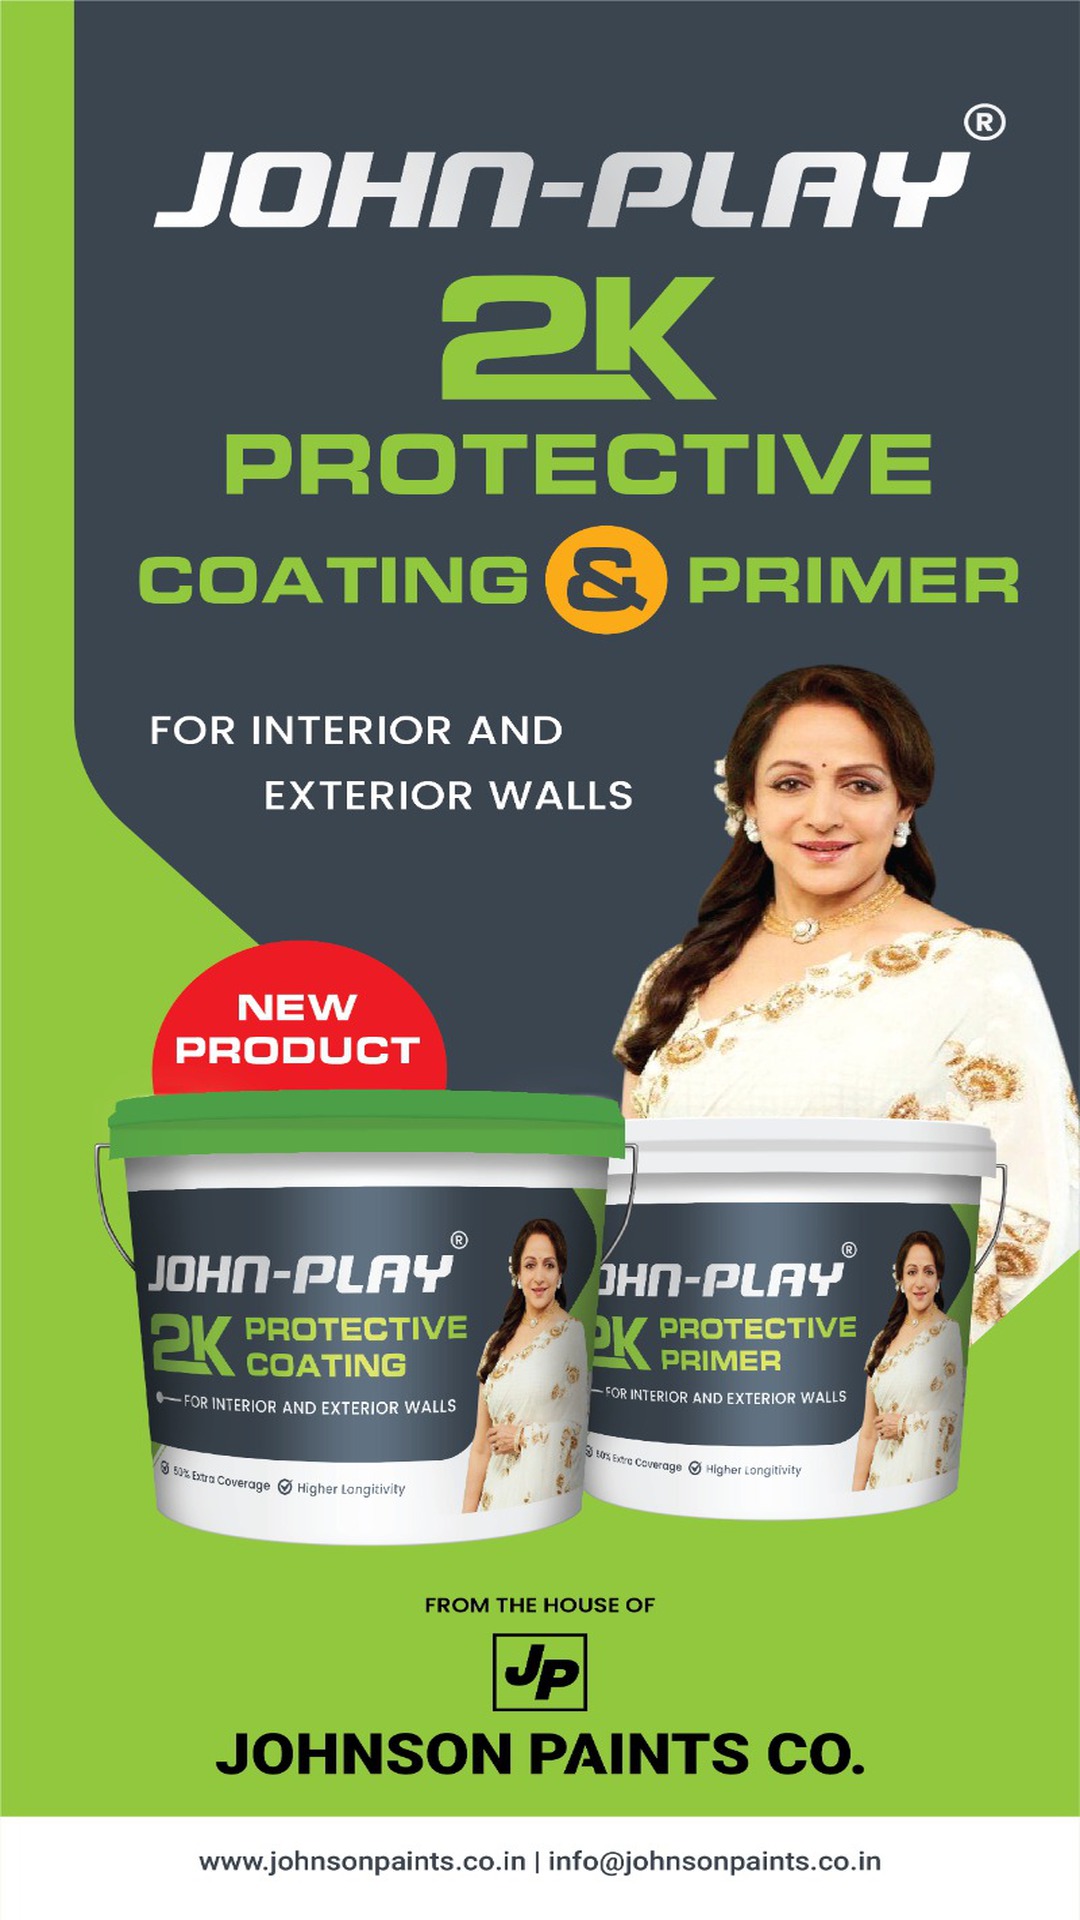 JOHN-PLAY®
2K
PROTECTIVE
COATING & PRIMER
FOR INTERIOR AND
EXTERIOR WALLS
NEW
PRODUCT
JOHN-PLAY®
2K PROTECTIVE
COATING
FOR INTERIOR AND EXTERIOR WALLS
50% Extra Coverage Higher Longitivity
OHN-PLAY®
2K PROTECTIVE
PRIMER
FOR INTERIOR AND EXTERIOR WALLS
50% Extra Coverage Higher Longitivity
FROM THE HOUSE OF
JP
JOHNSON PAINTS CO.
www.johnsonpaints.co.in | info@johnsonpaints.co.in